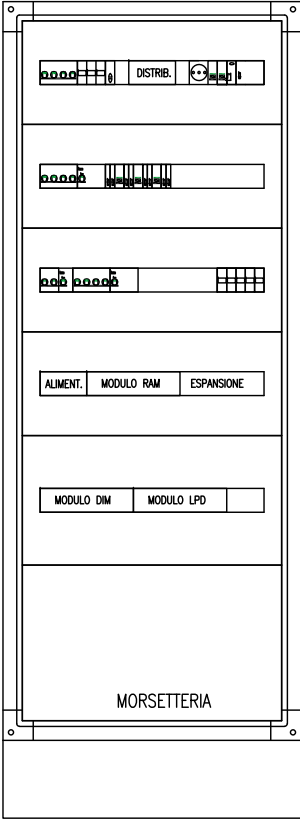 DISTRIB.
ALIMENT. MODULO RAM ESPANSIONE
MODULO DIM MODULO LPD
MORSETTERIA